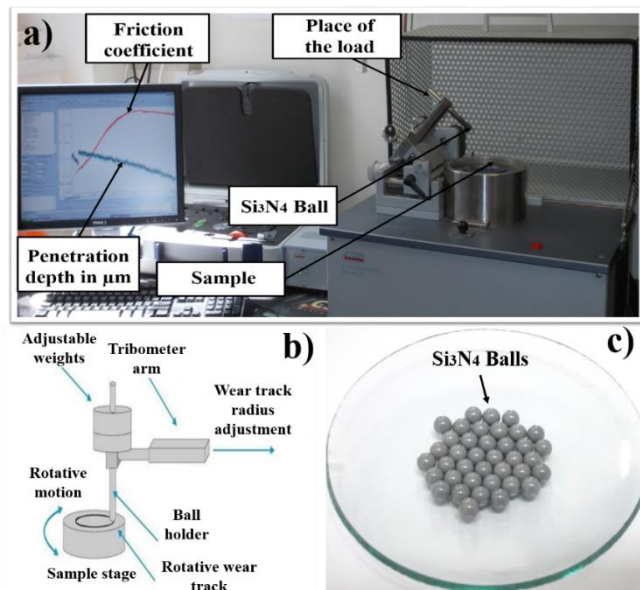 a)
Friction
coefficient
Place of
the load
Si₃N₄ Ball
Penetration
depth in µm
Sample
b)
Adjustable
weights
Tribometer
arm
Wear track
radius
adjustment
Rotative
motion
Ball
holder
Sample stage
Rotative wear
track
c)
Si₃N₄ Balls